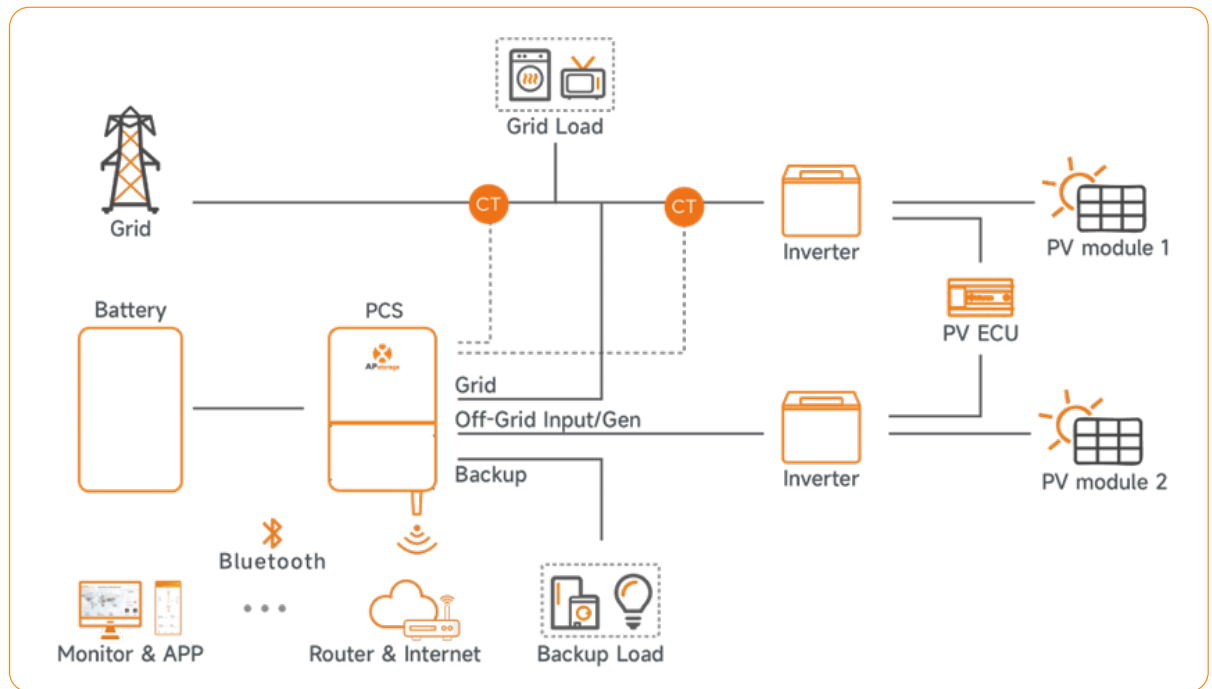 Grid Load
CT
CT
Grid
Inverter
PV module 1
Battery
PCS
APstorage
PV ECU
Grid
Off-Grid Input/Gen
Backup
Inverter
PV module 2
Bluetooth
Monitor & APP
Router & Internet
Backup Load